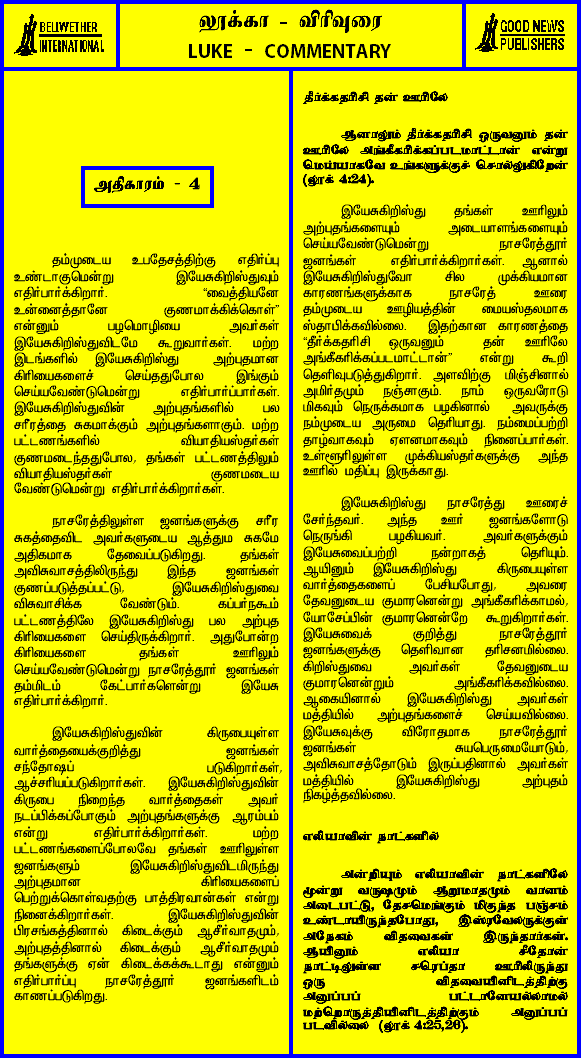 BELLWETHER
INTERNATIONAL
லூக்கா - விரிவுரை
LUKE - COMMENTARY
GOOD NEWS
PUBLISHERS
அதிகாரம் - 4
தம்முடைய உபதேசத்திற்கு எதிர்ப்பு
உண்டாகுமென்று இயேசுகிறிஸ்துவும்
எதிர்பார்க்கிறார். “வைத்தியனே
உன்னைத்தானே குணமாக்கிக்கொள்”
என்னும் பழமொழியை அவர்கள்
இயேசுகிறிஸ்துவிடமே கூறுவார்கள். மற்ற
இடங்களில் இயேசுகிறிஸ்து அற்புதமான
கிரியைகளைச் செய்ததுபோல இங்கும்
செய்யவேண்டுமென்று எதிர்பார்ப்பார்கள்.
இயேசுகிறிஸ்துவின் அற்புதங்களில் பல
சரீரத்தை சுகமாக்கும் அற்புதங்களாகும். மற்ற
பட்டணங்களில் வியாதியஸ்தர்கள்
குணமடைந்ததுபோல, தங்கள் பட்டணத்திலும்
வியாதியஸ்தர்கள் குணமடைய
வேண்டுமென்று எதிர்பார்க்கிறார்கள்.
நாசரேத்திலுள்ள ஜனங்களுக்கு சரீர
சுகத்தைவிட அவர்களுடைய ஆத்தும சுகமே
அதிகமாக தேவைப்படுகிறது. தங்கள்
அவிசுவாசத்திலிருந்து இந்த ஜனங்கள்
குணப்படுத்தப்பட்டு, இயேசுகிறிஸ்துவை
விசுவாசிக்க வேண்டும். கப்பர்நகூம்
பட்டணத்திலே இயேசுகிறிஸ்து பல அற்புத
கிரியைகளை செய்திருக்கிறார். அதுபோன்ற
கிரியைகளை தங்கள் ஊரிலும்
செய்யவேண்டுமென்று நாசரேத்தூர் ஜனங்கள்
தம்மிடம் கேட்பார்களென்று இயேசு
எதிர்பார்க்கிறார்.
இயேசுகிறிஸ்துவின் கிருபையுள்ள
வார்த்தையைக்குறித்து ஜனங்கள்
சந்தோஷப் படுகிறார்கள்,
ஆச்சரியப்படுகிறார்கள். இயேசுகிறிஸ்துவின்
கிருபை நிறைந்த வார்த்தைகள் அவர்
நடப்பிக்கப்போகும் அற்புதங்களுக்கு ஆரம்பம்
என்று எதிர்பார்க்கிறார்கள். மற்ற
பட்டணங்களைப்போலவே தங்கள் ஊரிலுள்ள
ஜனங்களும் இயேசுகிறிஸ்துவிடமிருந்து
அற்புதமான கிரியைகளைப்
பெற்றுக்கொள்வதற்கு பாத்திரவான்கள் என்று
நினைக்கிறார்கள். இயேசுகிறிஸ்துவின்
பிரசங்கத்தினால் கிடைக்கும் ஆசீர்வாதமும்,
அற்புதத்தினால் கிடைக்கும் ஆசீர்வாதமும்
தங்களுக்கு ஏன் கிடைக்கக்கூடாது என்னும்
எதிர்பார்ப்பு நாசரேத்தூர் ஜனங்களிடம்
காணப்படுகிறது.
தீர்க்கதரிசி தன் ஊரிலே
ஆனாலும் தீர்க்கதரிசி ஒருவனும் தன்
ஊரிலே அங்கீகரிக்கப்படமாட்டான் என்று
மெய்யாகவே உங்களுக்குச் சொல்லுகிறேன்
(லூக் 4:24).
இயேசுகிறிஸ்து தங்கள் ஊரிலும்
அற்புதங்களையும் அடையாளங்களையும்
செய்யவேண்டுமென்று நாசரேத்தூர்
ஜனங்கள் எதிர்பார்க்கிறார்கள். ஆனால்
இயேசுகிறிஸ்துவோ சில முக்கியமான
காரணங்களுக்காக நாசரேத் ஊரை
தம்முடைய ஊழியத்தின் மையஸ்தலமாக
ஸ்தாபிக்கவில்லை. இதற்கான காரணத்தை
“தீர்க்கதரிசி ஒருவனும் தன் ஊரிலே
அங்கீகரிக்கப்படமாட்டான்” என்று கூறி
தெளிவுபடுத்துகிறார். அளவிற்கு மிஞ்சினால்
அமிர்தமும் நஞ்சாகும். நாம் ஒருவரோடு
மிகவும் நெருக்கமாக பழகினால் அவருக்கு
நம்முடைய அருமை தெரியாது. நம்மைப்பற்றி
தாழ்வாகவும் ஏளனமாகவும் நினைப்பார்கள்.
உள்ளூரிலுள்ள முக்கியஸ்தர்களுக்கு அந்த
ஊரில் மதிப்பு இருக்காது.
இயேசுகிறிஸ்து நாசரேத்து ஊரைச்
சேர்ந்தவர். அந்த ஊர் ஜனங்களோடு
நெருங்கி பழகியவர். அவர்களுக்கும்
இயேசுவைப்பற்றி நன்றாகத் தெரியும்.
ஆயினும் இயேசுகிறிஸ்து கிருபையுள்ள
வார்த்தைகளைப் பேசியபோது, அவரை
தேவனுடைய குமாரனென்று அங்கீகரிக்காமல்,
யோசேப்பின் குமாரனென்றே கூறுகிறார்கள்.
இயேசுவைக் குறித்து நாசரேத்தூர்
ஜனங்களுக்கு தெளிவான தரிசனமில்லை.
கிறிஸ்துவை அவர்கள் தேவனுடைய
குமாரனென்றும் அங்கீகரிக்கவில்லை.
ஆகையினால் இயேசுகிறிஸ்து அவர்கள்
மத்தியில் அற்புதங்களைச் செய்யவில்லை.
இயேசுவுக்கு விரோதமாக நாசரேத்தூர்
ஜனங்கள் சுயபெருமையோடும்,
அவிசுவாசத்தோடும் இருப்பதினால் அவர்கள்
மத்தியில் இயேசுகிறிஸ்து அற்புதம்
நிகழ்த்தவில்லை.
எலியாவின் நாட்களில்
அன்றியும் எலியாவின் நாட்களிலே
மூன்று வருஷமும் ஆறுமாதமும் வானம்
அடைபட்டு, தேசமெங்கும் மிகுந்த பஞ்சம்
உண்டாயிருந்தபோது, இஸ்ரவேலருக்குள்
அநேகம் விதவைகள் இருந்தார்கள்.
ஆயினும் எலியா சீதோன்
நாட்டிலுள்ள சரெப்தா ஊரிலிருந்து
ஒரு விதவையினிடத்திற்கு
அனுப்பப் பட்டானேயல்லாமல்
மற்றொருத்தியினிடத்திற்கும் அனுப்பப்
படவில்லை (லூக் 4:25,26).